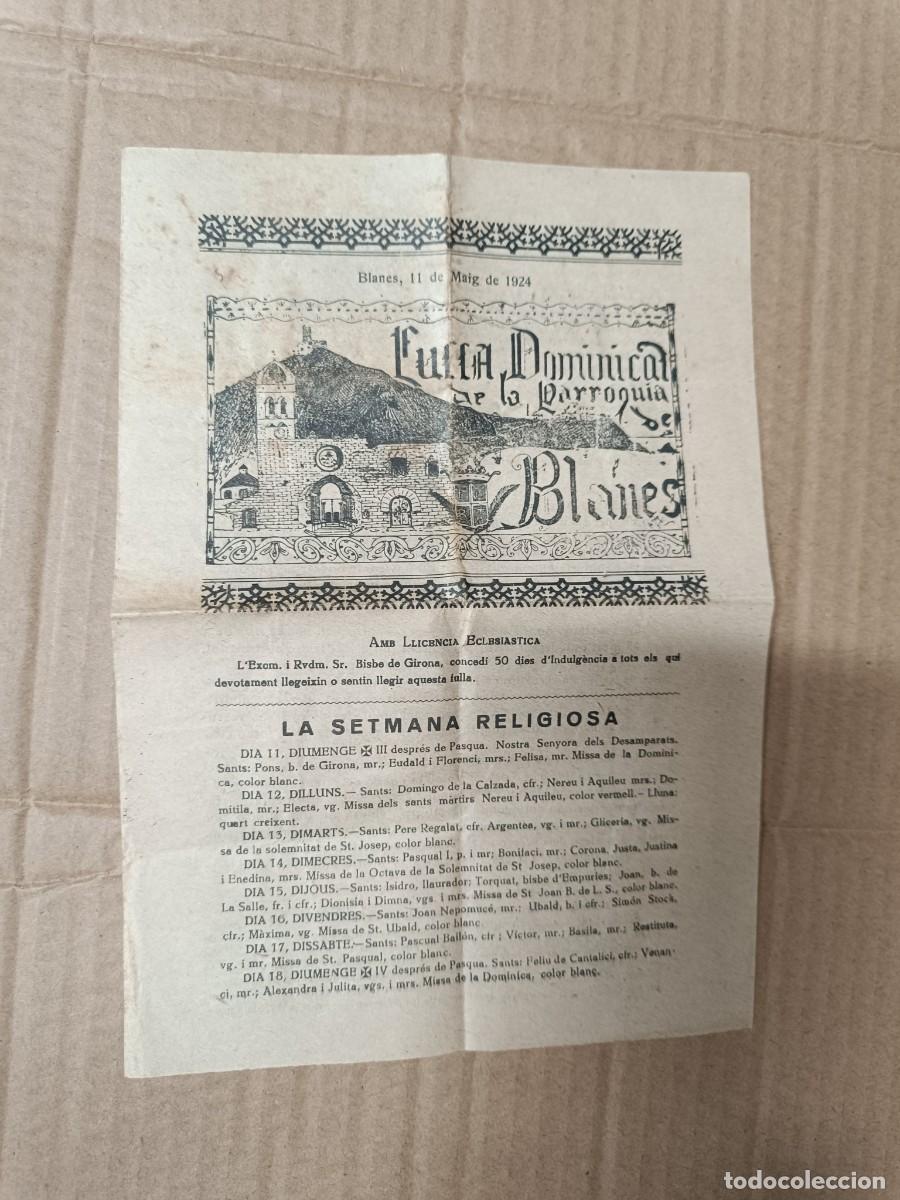 Blanes, 11 de Maig de 1924
Fulla Dominical
de la Parroquia
de
Blanes
AMB LLICENCIA ECLESIASTICA
L'Exom. i Rvdm. Sr. Bisbe de Girona, concedí 50 dies d'Indulgència a tots els qui
devotament llegeixin o sentin llegir aquesta fulla.
LA SETMANA RELIGIOSA
DIA 11, DIUMENGE ✠ III després de Pasqua. Nostra Senyora dels Desamparats.
Sants: Pons, b. de Girona, mr.; Eudald i Florenci, mrs.; Felisa, mr. Missa de la Domini-
ca, color blanc.
DIA 12, DILLUNS.— Sants: Domingo de la Calzada, cfr.; Nereu i Aquileu mrs.; Do-
mitila, mr.; Electa, vg. Missa dels sants màrtirs Nereu i Aquileu, color vermell.- Lluna:
quart creixent.
DIA 13, DIMARTS.—Sants: Pere Regalat, cfr. Argentea, vg. i mr.; Gliceria, vg. Mis-
sa de la solemnitat de St. Josep, color blanc.
DIA 14, DIMECRES.—Sants: Pasqual I, p. i mr; Bonifaci, mr.; Corona, Justa, Justina
i Enedina, mrs. Missa de la Octava de la Solemnitat de St Josep, color blanc.
DIA 15, DIJOUS.—Sants: Isidro, llaurador; Torquat, bisbe d'Empuries; Joan, b. de
La Salle, fr. i cfr.; Dionisia i Dimna, vgs. i mrs. Missa de St Joan B. de L. S., color blanc.
DIA 16, DIVENDRES.—Sants: Joan Nepomucé, mr.; Ubald, b. i cfr.; Simón Stock,
cfr.; Màxima, vg. Missa de St. Ubald, color blanc.
DIA 17, DISSABTE.—Sants: Pascual Bailón, cfr; Víctor, mr.; Basila, mr.; Restituta,
vg. i mr. Missa de St. Pasqual, color blanc.
DIA 18, DIUMENGE ✠ IV després de Pasqua. Sants: Feliu de Cantalici, cfr.; Venan-
ci, mr.; Alexandra i Julita, vgs. i mrs. Missa de la Dominica, color blanc.
todocoleccion